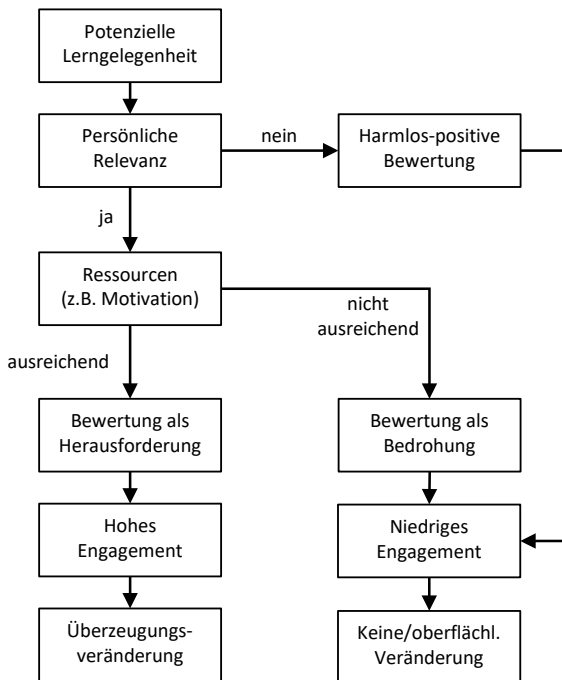 Potenzielle
Lerngelegenheit
Persönliche
Relevanz
nein
Harmlos-positive
Bewertung
ja
Ressourcen
(z.B. Motivation)
nicht
ausreichend
ausreichend
Bewertung als
Herausforderung
Bewertung als
Bedrohung
Hohes
Engagement
Niedriges
Engagement
Überzeugungs-
veränderung
Keine/oberflächl.
Veränderung